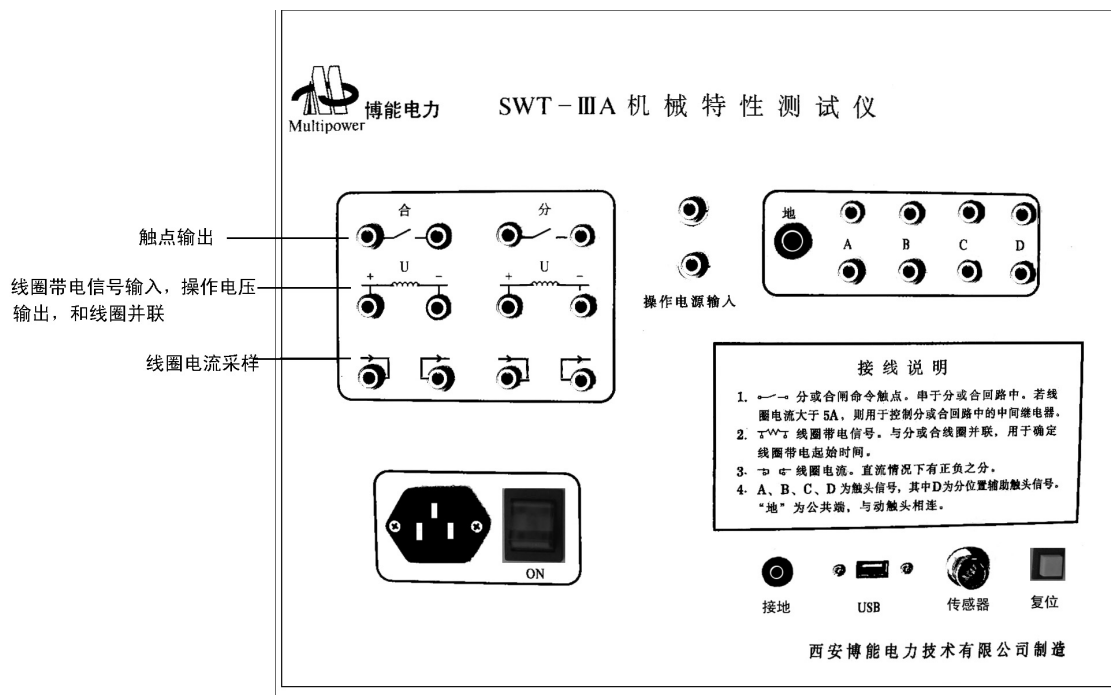 博能电力
Multipower
SWT-ⅢA 机械特性测试仪
合
分
地
触点输出
A B C D
U
U
+ -
+ -
线圈带电信号输入，操作电压
输出，和线圈并联
操作电源输入
线圈电流采样
接线说明
1. 分或合闸命令触点。串于分或合回路中。若线
圈电流大于 5A，则用于控制分或合回路中的中间继电器。
2. 线圈带电信号。与分或合线圈并联，用于确定
线圈带电起始时间。
3. 线圈电流。直流情况下有正负之分。
4. A、B、C、D 为触头信号，其中D为分位置辅助触头信号。
“地”为公共端，与动触头相连。
ON
接地
USB
传感器
复位
西安博能电力技术有限公司制造